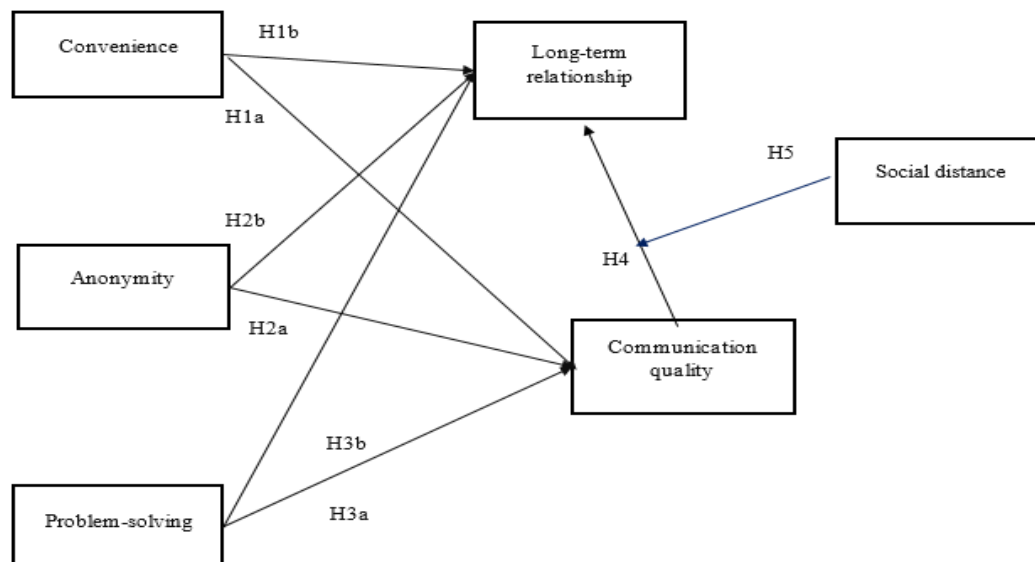 Convenience
H1b
Long-term
relationship
H1a
H5
Social distance
H2b
Anonymity
H4
H2a
Communication
quality
H3b
Problem-solving
H3a